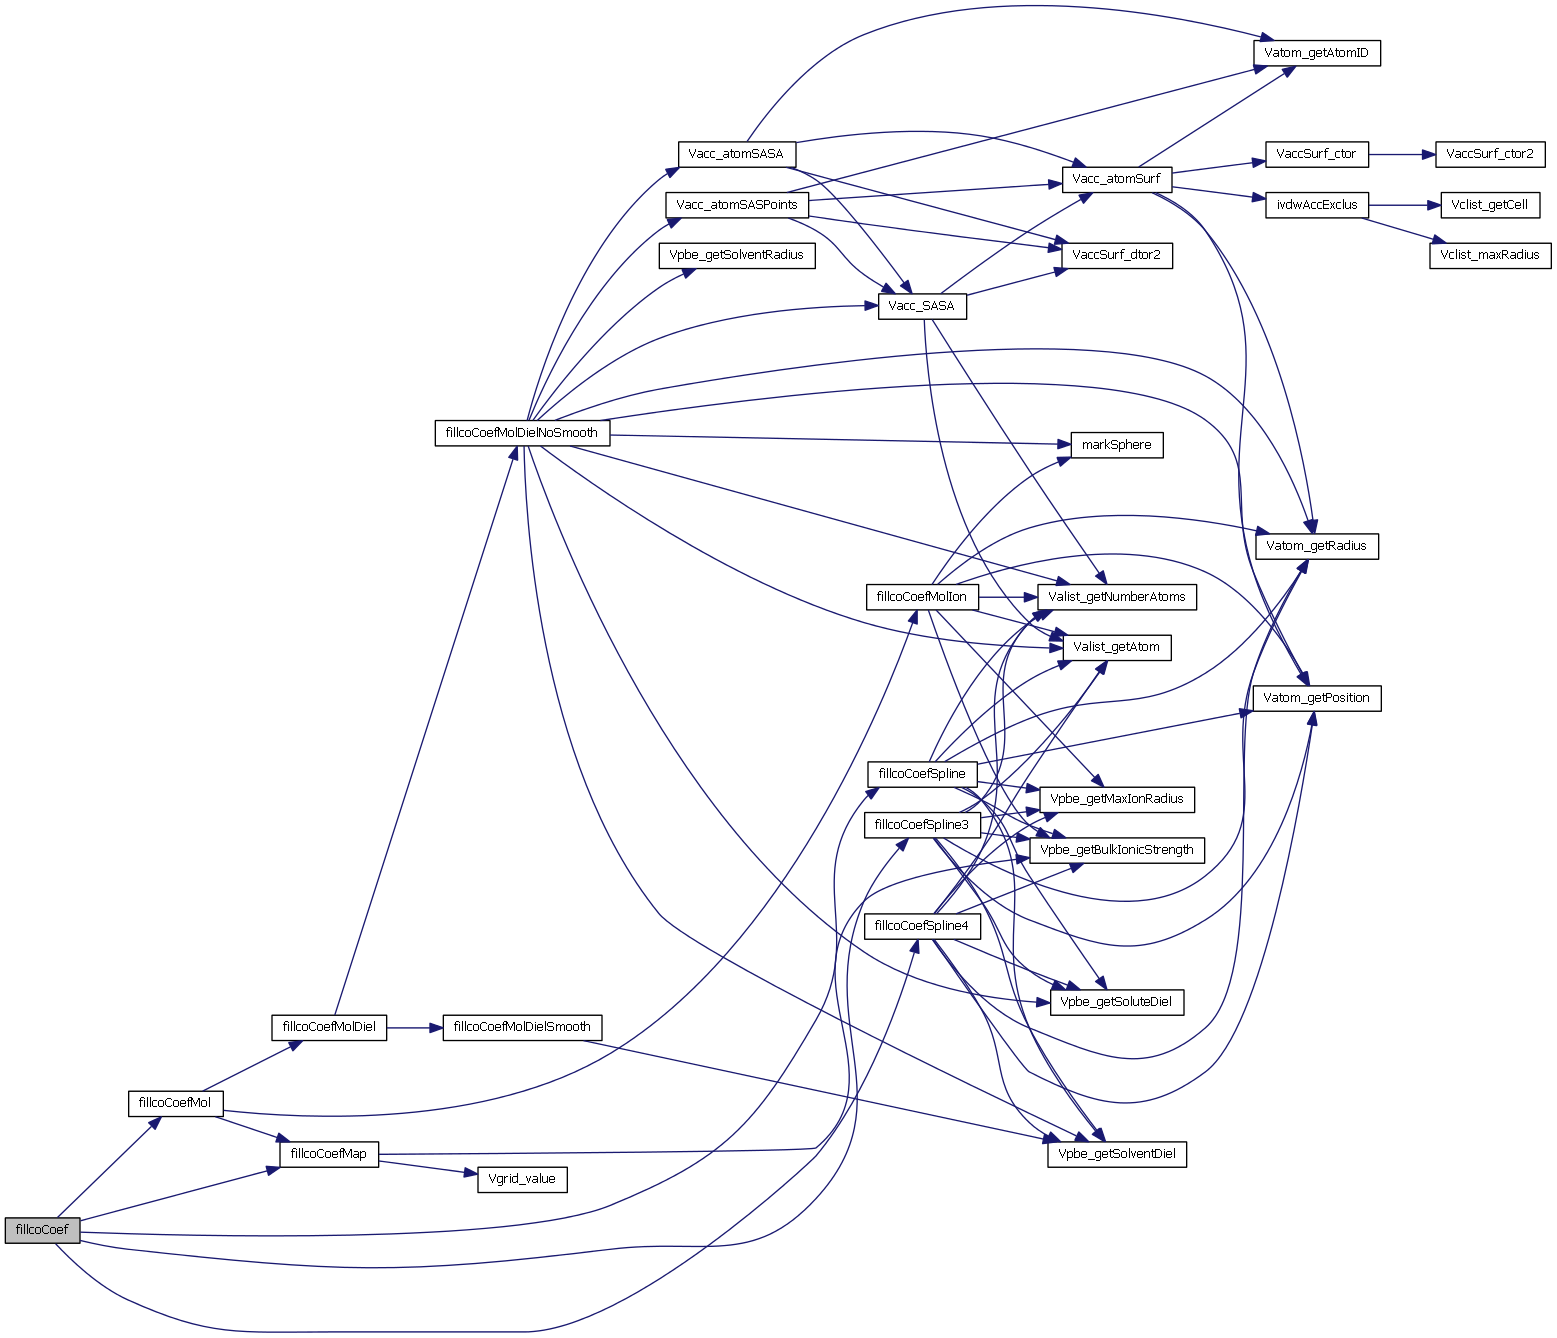 Vatom_getAtomID
Vacc_atomSASA
VaccSurf_ctor
VaccSurf_ctor2
Vacc_atomSurf
Vacc_atomSASPoints
ivdwAccExclus
Vclist_getCell
Vpbe_getSolventRadius
VaccSurf_dtor2
Vclist_maxRadius
Vacc_SASA
fillcoCoefMolDielNoSmooth
markSphere
Vatom_getRadius
fillcoCoefMolIon
Valist_getNumberAtoms
Valist_getAtom
Vatom_getPosition
fillcoCoefSpline
Vpbe_getMaxIonRadius
fillcoCoefSpline3
Vpbe_getBulkIonicStrength
fillcoCoefSpline4
Vpbe_getSoluteDiel
fillcoCoefMolDiel
fillcoCoefMolDielSmooth
fillcoCoefMol
fillcoCoefMap
Vpbe_getSolventDiel
Vgrid_value
fillcoCoef